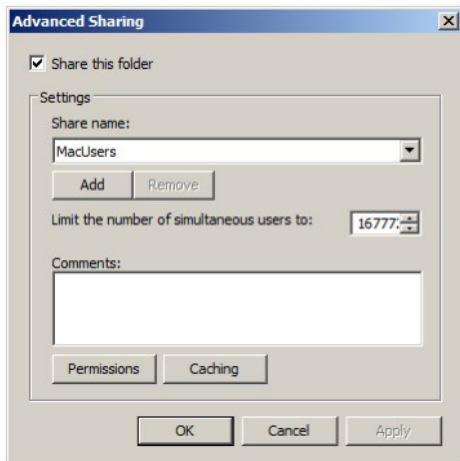 Advanced Sharing
Share this folder
Settings
Share name:
MacUsers
Add Remove
Limit the number of simultaneous users to:
Comments:
Permissions Caching
OK Cancel Apply